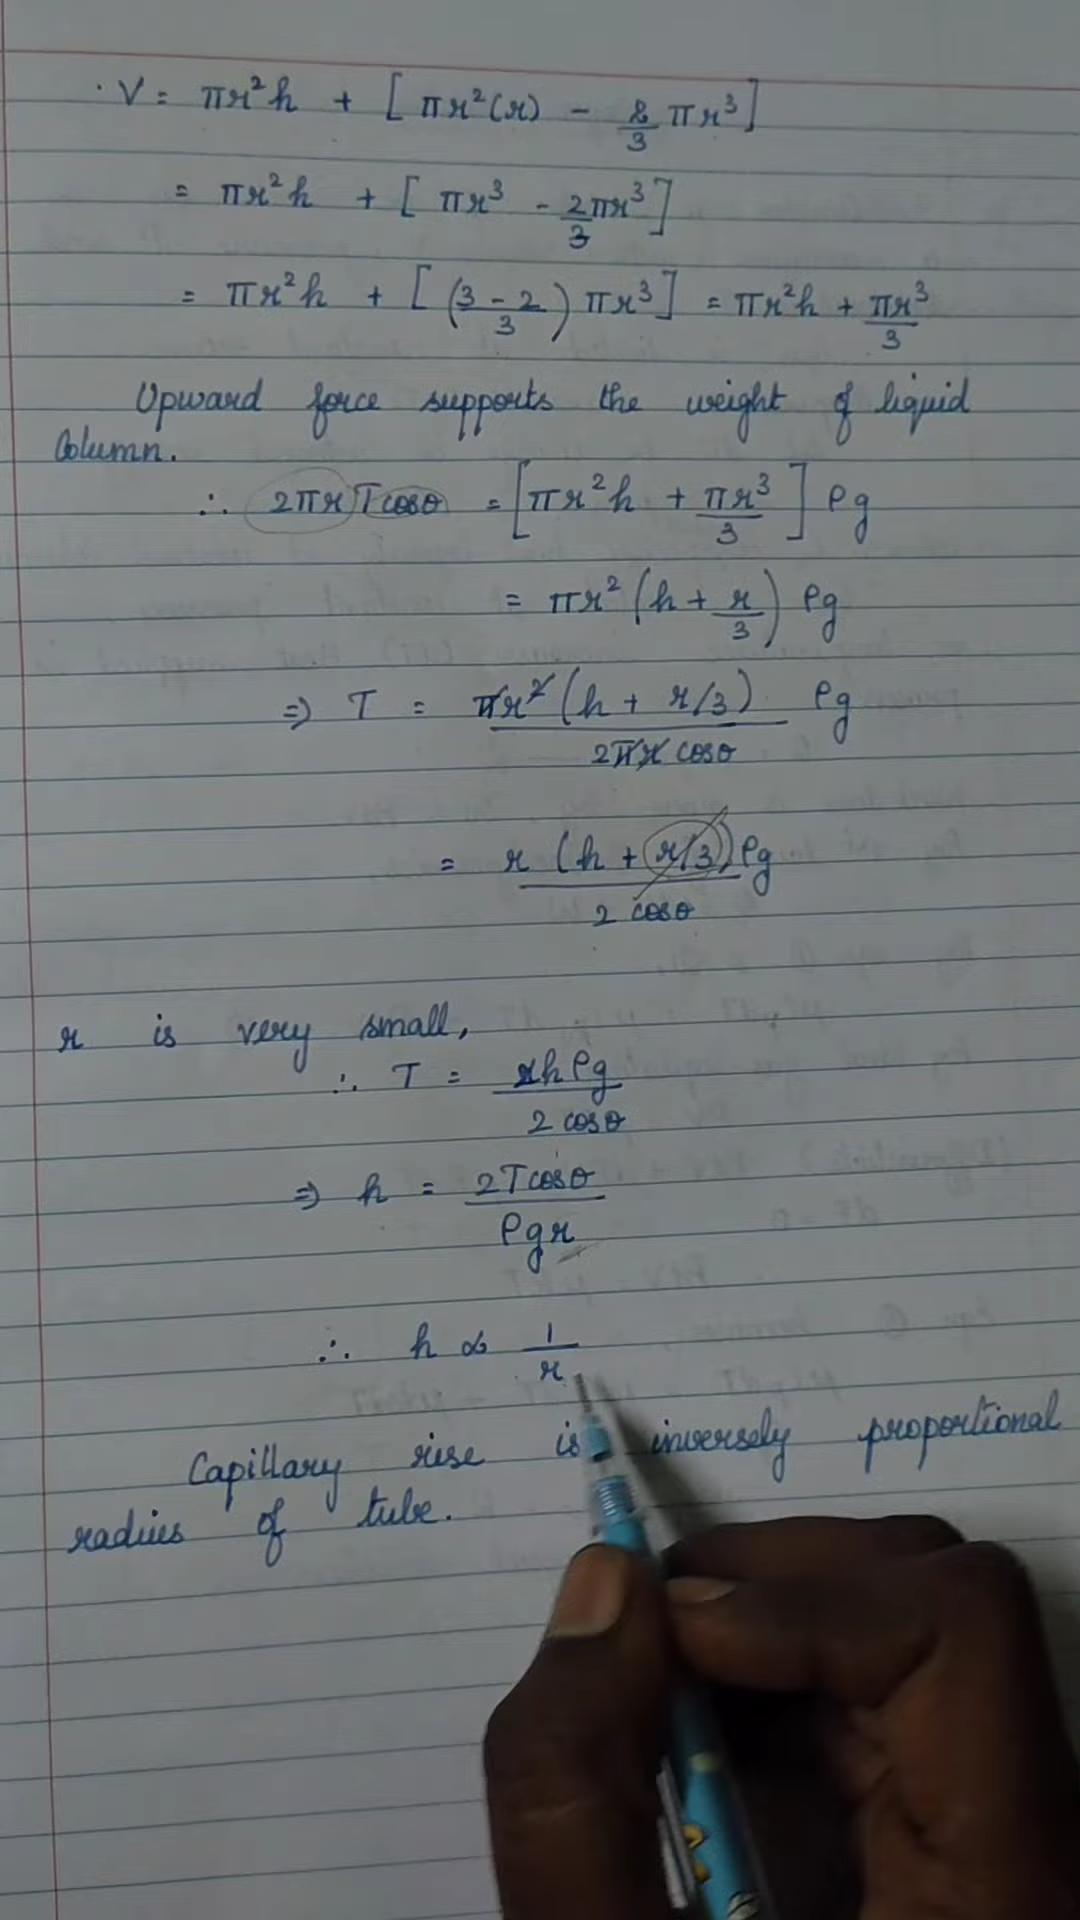 . V = πr²h + [πr²(r) - 2/3 πr³]
= πr²h + [πr³ - 2/3 πr³]
= πr²h + [(3-2/3) πr³] = πr²h + πr³/3
Upward force supports the weight of liquid
Column.
∴ 2πr Tcosθ = [πr²h + πr³/3] ρg
= πr² (h + r/3) ρg
⇒ T = πr² (h + r/3) ρg / 2πr cosθ
= r (h + r/3) ρg / 2 cosθ
r is very small,
∴ T = rhρg / 2 cosθ
⇒ h = 2Tcosθ / ρgr
∴ h ∝ 1/r
Capillary rise is inversely proportional
radius of tube.